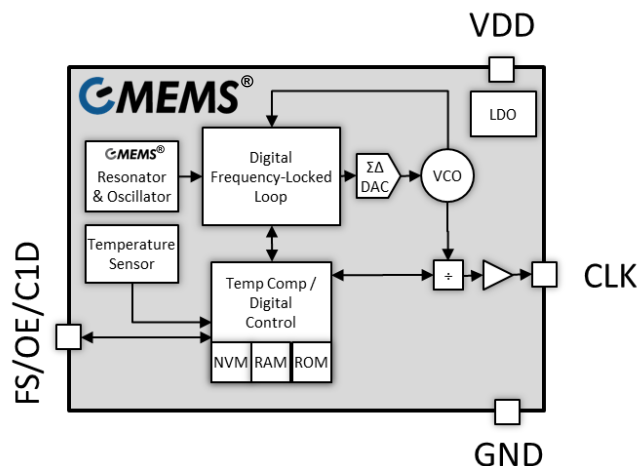 VDD
CMEMS®
LDO
CMEMS®
Resonator
& Oscillator
Digital
Frequency-Locked
Loop
ΣΔ
DAC
VCO
Temperature
Sensor
Temp Comp /
Digital
Control
÷
CLK
NVM
RAM
ROM
FS/OE/C1D
GND